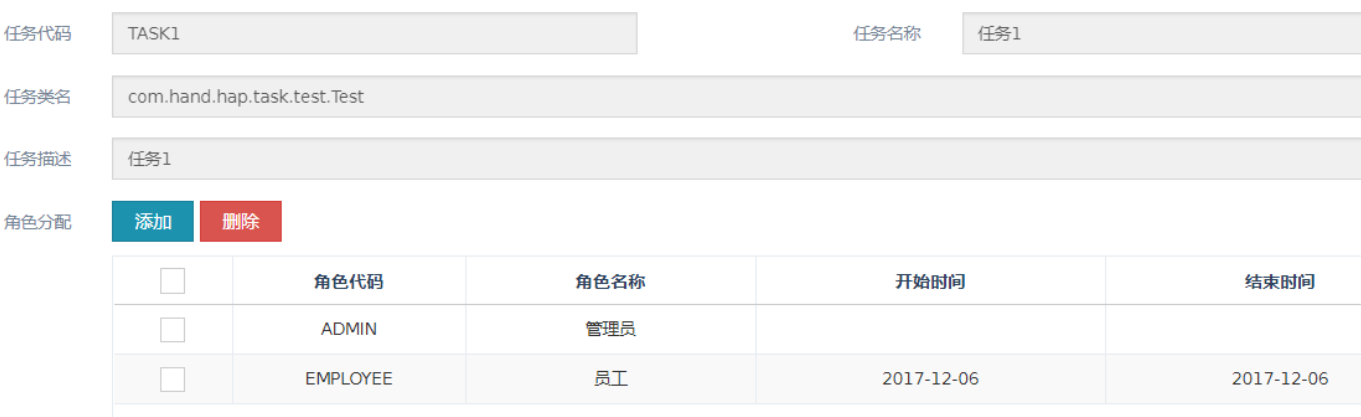 任务代码 TASK1 任务名称 任务1
任务类名 com.hand.hap.task.test.Test
任务描述 任务1
角色分配 添加 删除
角色代码 角色名称 开始时间 结束时间
ADMIN 管理员
EMPLOYEE 员工 2017-12-06 2017-12-06